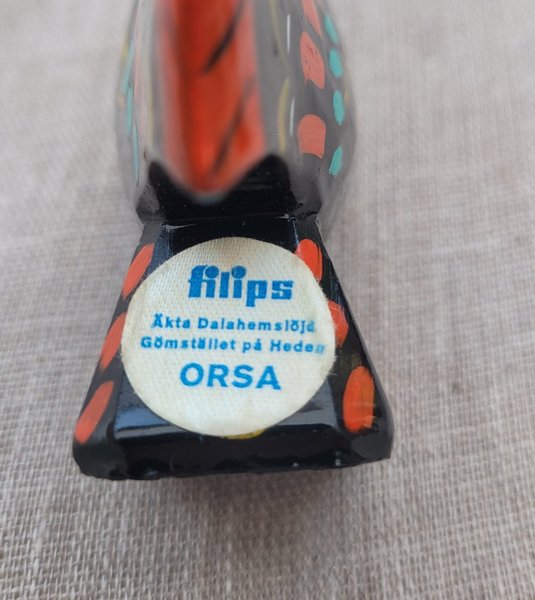 filips
Äkta Dalahemslöjd
Gömstället på Heden
ORSA